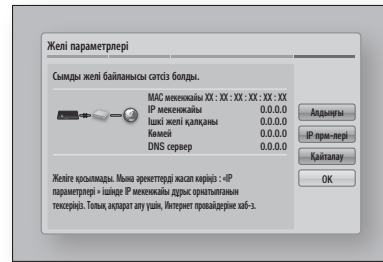 Желі параметрлері
Сымды желі байланысы сәтсіз болды.
MAC мекенжайы XX : XX : XX : XX : XX : XX
IP мекенжайы 0.0.0.0
Ішкі желі қалқаны 0.0.0.0
Көмей 0.0.0.0
DNS сервер 0.0.0.0
Алдыңғы
IP прм-лері
Қайталау
OK
Желіге қосылмады. Мына әрекеттерді жасап көріңіз : «IP
параметрлері » ішінде IP мекенжайы дұрыс орнатылғанын
тексеріңіз. Толық ақпарат алу үшін, Интернет провайдеріне хаб-з.